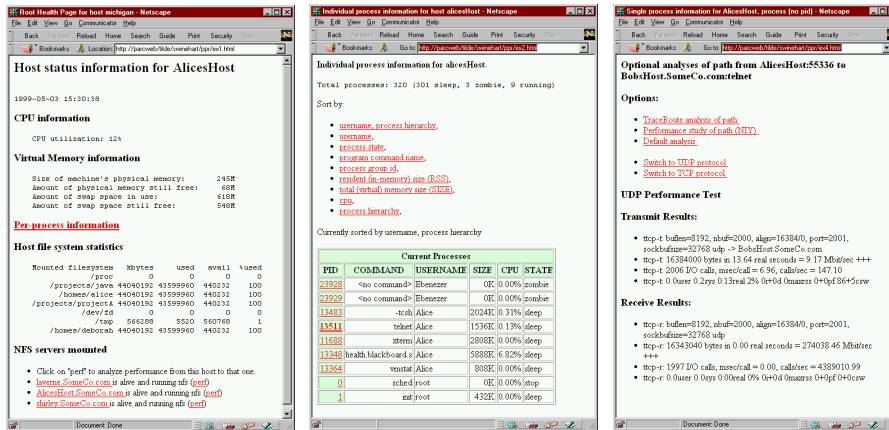 Root Health Page for host michigan - Netscape
File Edit View Go Communicator Help
Back Forward Reload Home Search Guide Print Security Stop
Bookmarks Location: http://parcweb/tilde/swinehart/ppr/ex1.html
Host status information for AlicesHost
1999-05-03 15:30:38
CPU information
CPU utilization: 12%
Virtual Memory information
Size of machine's physical memory: 245M
Amount of physical memory still free: 68M
Amount of swap space in use: 618M
Amount of swap space still free: 548M
Per-process information
Host file system statistics
Mounted filesystem kbytes used avail %used
/proc 0 0 0 0
/projects/java 44040192 43599960 440232 100
/homes/alice 44040192 43599960 440232 100
/projects/projectA 44040192 43599960 440232 100
/dev/fd 0 0 0 0
/tmp 566288 5520 560768 1
/homes/deborah 44040192 43599960 440232 100
NFS servers mounted
Click on "perf" to analyze performance from this host to that one.
laverne.SomeCo.com is alive and running nfs (perf)
AlicesHost.SomeCo.com is alive and running nfs (perf)
shirley.SomeCo.com is alive and running nfs (perf)
Document Done
Individual process information for host alicesHost - Netscape
File Edit View Go Communicator Help
Back Forward Reload Home Search Guide Print Security Stop
Bookmarks Go to: http://parcweb/tilde/swinehart/ppr/ex2.html
Individual process information for alicesHost.
Total processes: 320 (301 sleep, 3 zombie, 9 running)
Sort by:
username, process hierarchy,
username,
process state,
program command name,
process group id,
resident (in-memory) size (RSS),
total (virtual) memory size (SIZE),
cpu,
process hierarchy,
Currently sorted by username, process hierarchy
Current Processes
PID COMMAND USERNAME SIZE CPU STATE
23928 <no command> Ebenezer 0K 0.00% zombie
23929 <no command> Ebenezer 0K 0.00% zombie
13483 -tcsh Alice 2024K 0.31% sleep
13511 telnet Alice 1536K 0.13% sleep
11688 xterm Alice 2808K 0.00% sleep
13348 health.blackboard.s Alice 5888K 6.82% sleep
13364 vmstat Alice 808K 0.00% sleep
0 sched root 0K 0.00% stop
1 init root 432K 0.00% sleep
Single process information for AlicesHost, process [no pid] - Netscape
File Edit View Go Communicator Help
Back Forward Reload Home Search Guide Print Security Stop
Bookmarks Go to: http://parcweb/tilde/swinehart/ppr/ex4.html
Optional analyses of path from AlicesHost:55336 to
BobsHost.SomeCo.com:telnet
Options:
TraceRoute analysis of path
Performance study of path (NIY)
Default analysis
Switch to UDP protocol
Switch to TCP protocol
UDP Performance Test
Transmit Results:
ttcp-t: buflen=8192, nbuf=2000, align=16384/0, port=2001,
sockbufsize=32768 udp -> BobsHost.SomeCo.com
ttcp-t: 16384000 bytes in 13.64 real seconds = 9.17 Mbit/sec +++
ttcp-t: 2006 I/O calls, msec/call = 6.96, calls/sec = 147.10
ttcp-t: 0.0user 0.2sys 0:13real 2% 0i+0d 0maxrss 0+0pf 86+5csw
Receive Results:
ttcp-r: buflen=8192, nbuf=2000, align=16384/0, port=2001,
sockbufsize=32768 udp
ttcp-r: 16343040 bytes in 0.00 real seconds = 274038.46 Mbit/sec
+++
ttcp-r: 1997 I/O calls, msec/call = 0.00, calls/sec = 4389010.99
ttcp-r: 0.0user 0.0sys 0:00real 0% 0i+0d 0maxrss 0+0pf 0+0csw
Document: Done